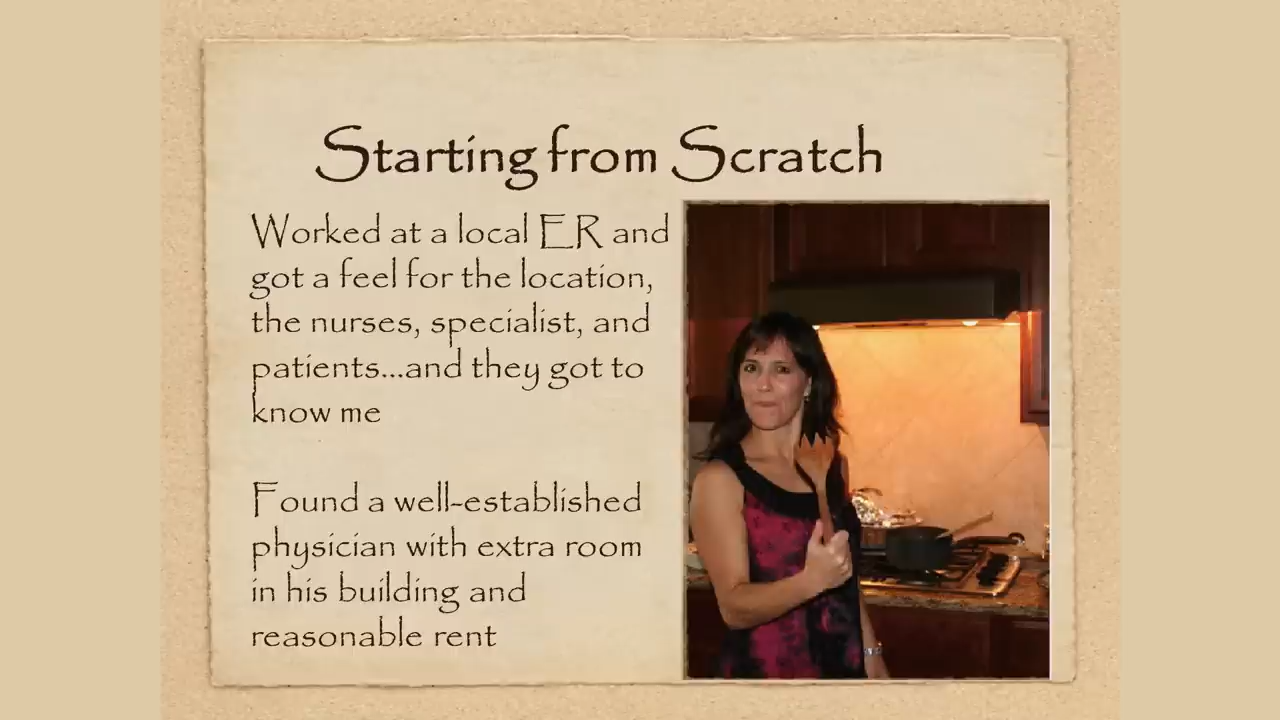 Starting from Scratch
Worked at a local ER and
got a feel for the location,
the nurses, specialist, and
patients...and they got to
know me
Found a well-established
physician with extra room
in his building and
reasonable rent